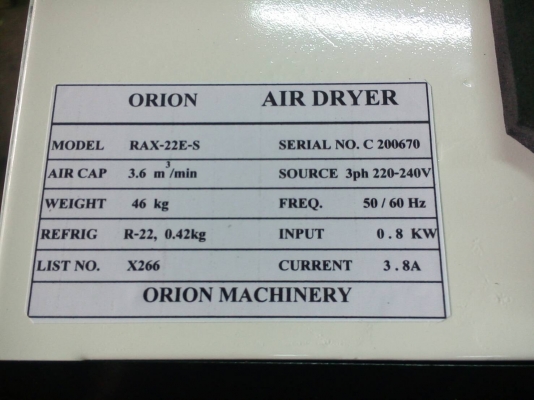 ORION AIR DRYER
MODEL RAX-22E-S SERIAL NO. C 200670
AIR CAP 3.6 m³/min SOURCE 3ph 220-240V
WEIGHT 46 kg FREQ. 50 / 60 Hz
REFRIG R-22, 0.42kg INPUT 0.8 KW
LIST NO. X266 CURRENT 3.8A
ORION MACHINERY